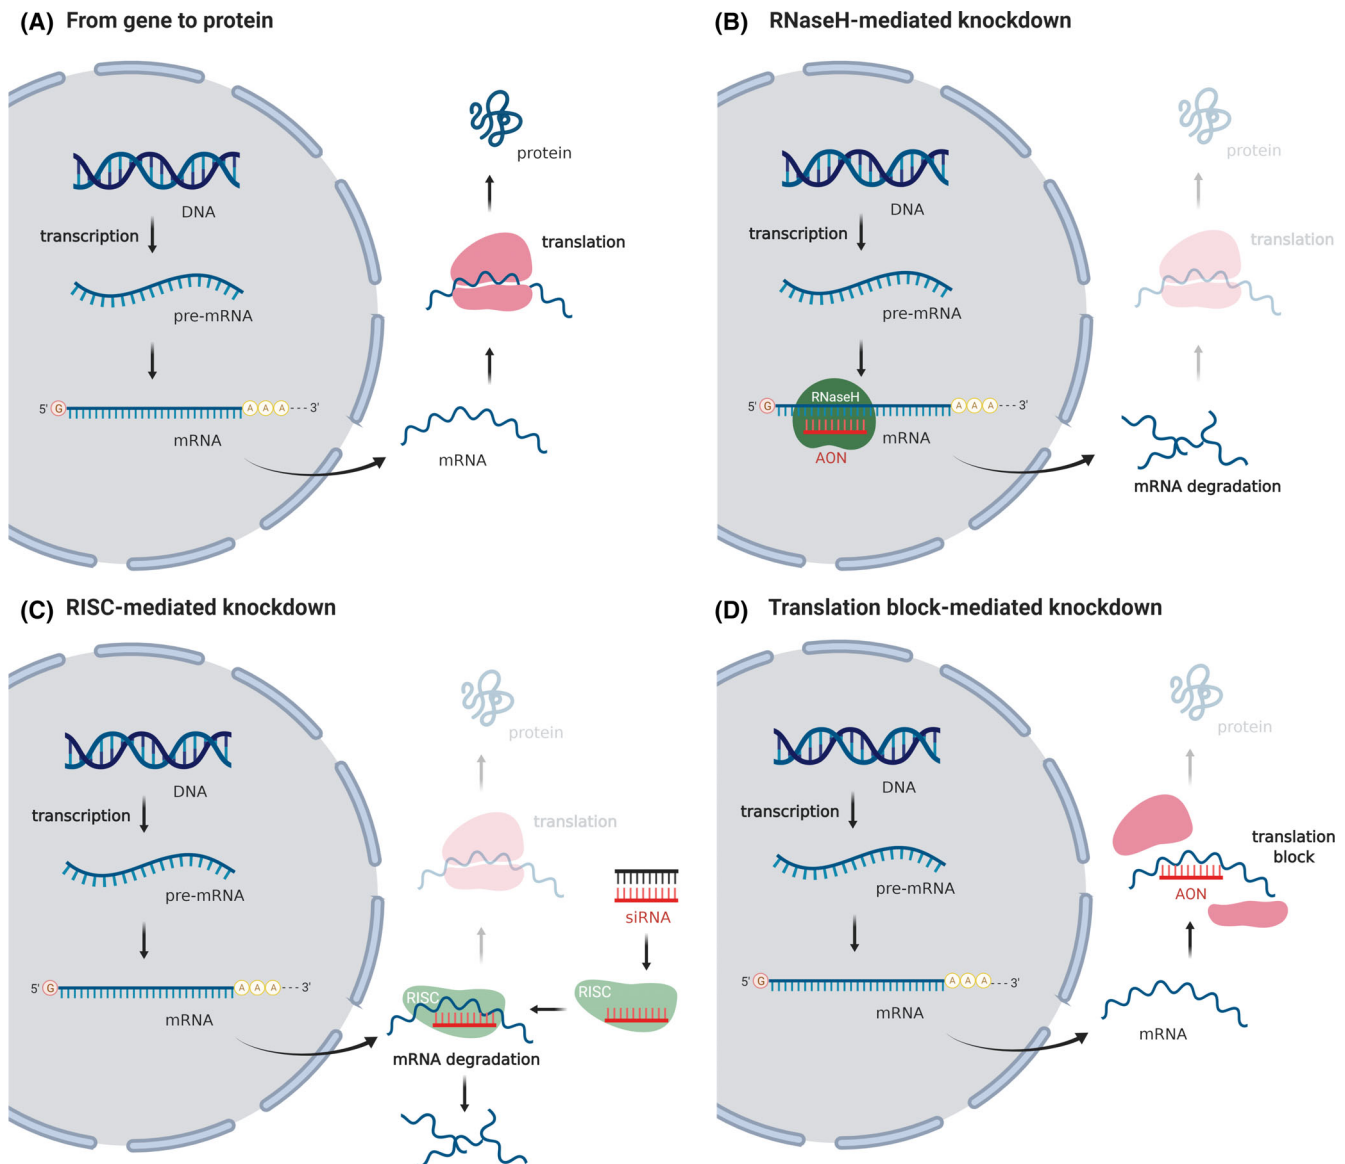 (A) From gene to protein
protein
DNA
transcription
translation
pre-mRNA
5' G A A A --- 3'
mRNA
mRNA
(B) RNaseH-mediated knockdown
protein
DNA
transcription
translation
pre-mRNA
RNaseH
5' G A A A --- 3'
mRNA
AON
mRNA degradation
(C) RISC-mediated knockdown
protein
DNA
transcription
translation
pre-mRNA
siRNA
5' G A A A --- 3'
RISC
RISC
mRNA
mRNA degradation
(D) Translation block-mediated knockdown
protein
DNA
transcription
translation
block
pre-mRNA
AON
5' G A A A --- 3'
mRNA
mRNA